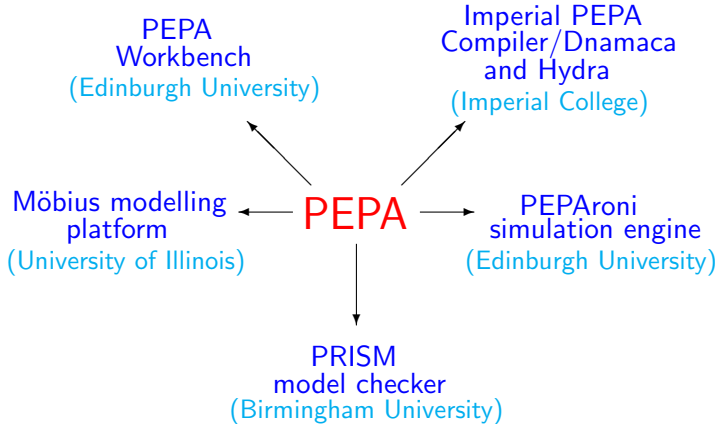 PEPA
Workbench
(Edinburgh University)
Imperial PEPA
Compiler/Dnamaca
and Hydra
(Imperial College)
Möbius modelling
platform
(University of Illinois)
PEPA
PEPAroni
simulation engine
(Edinburgh University)
PRISM
model checker
(Birmingham University)